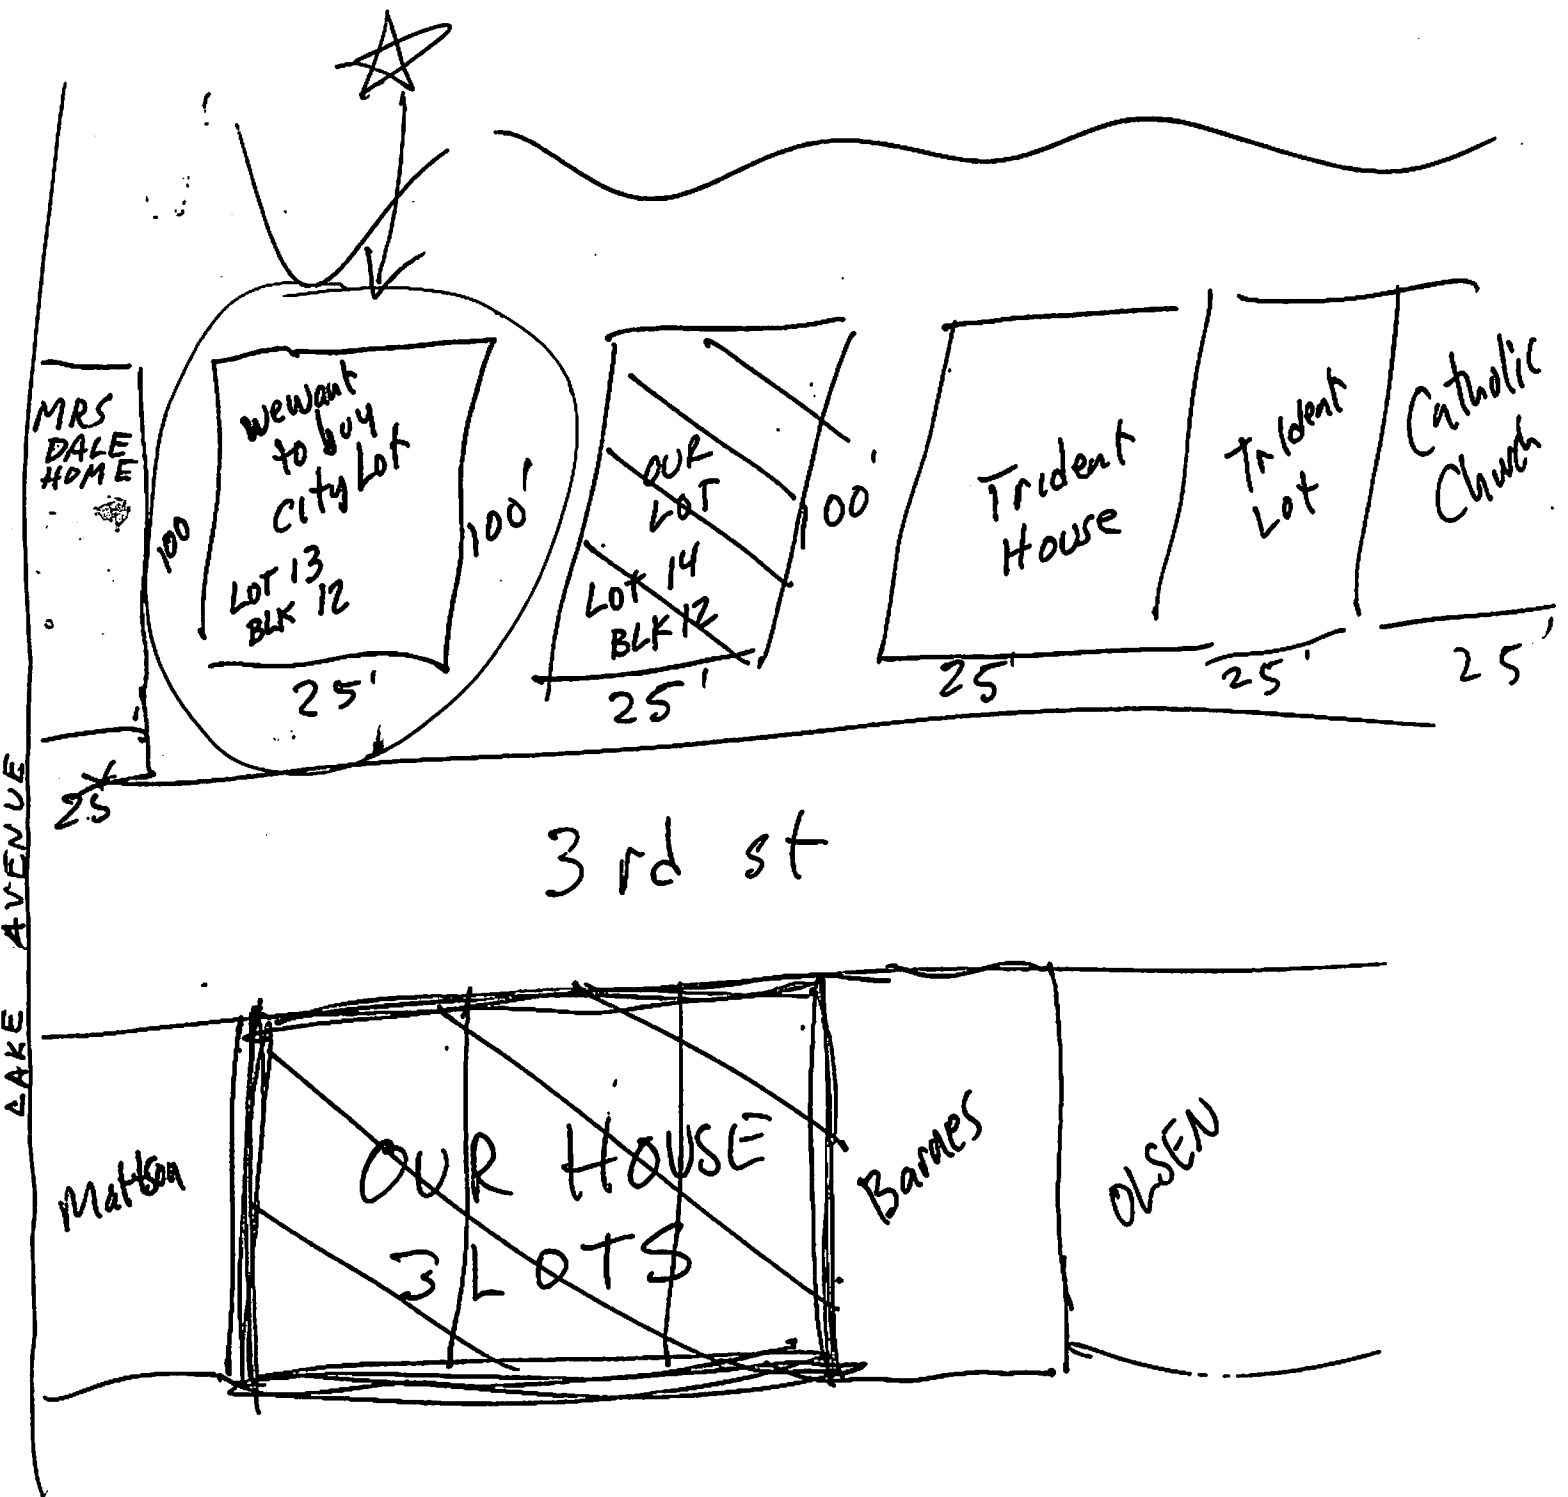 MRS
DALE
HOME
25
we want
to buy
City Lot
LOT 13
BLK 12
100
100'
25'
OUR
LOT
LOT 14
BLK 12
100'
25'
Trident
House
25'
Trident
Lot
25'
Catholic
Church
25'
LAKE AVENUE
3rd st
Mattson
OUR HOUSE
3 LOTS
Barnes
OLSEN